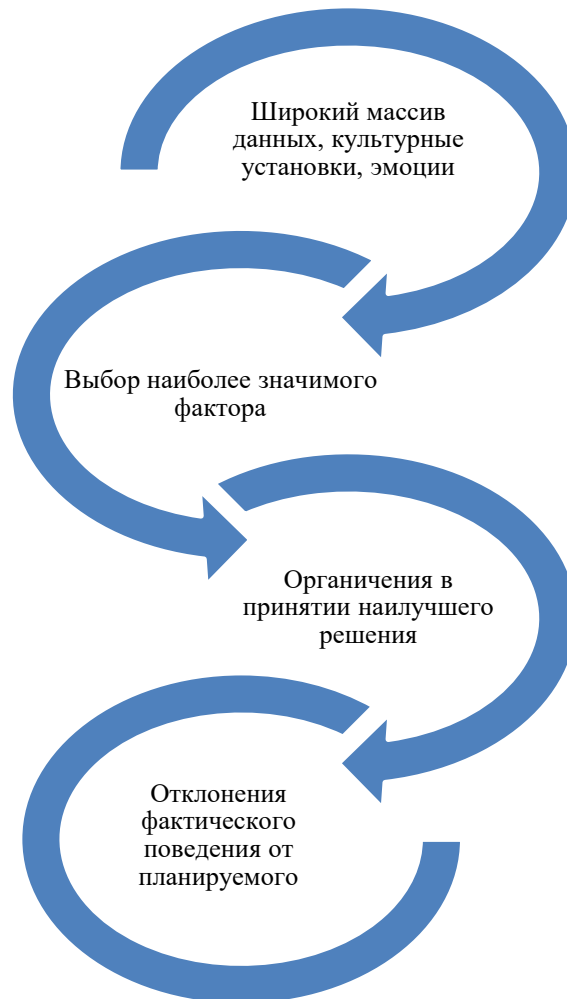 Широкий массив
данных, культурные
установки, эмоции
Выбор наиболее значимого
фактора
Органичения в
принятии наилучшего
решения
Отклонения
фактического
поведения от
планируемого